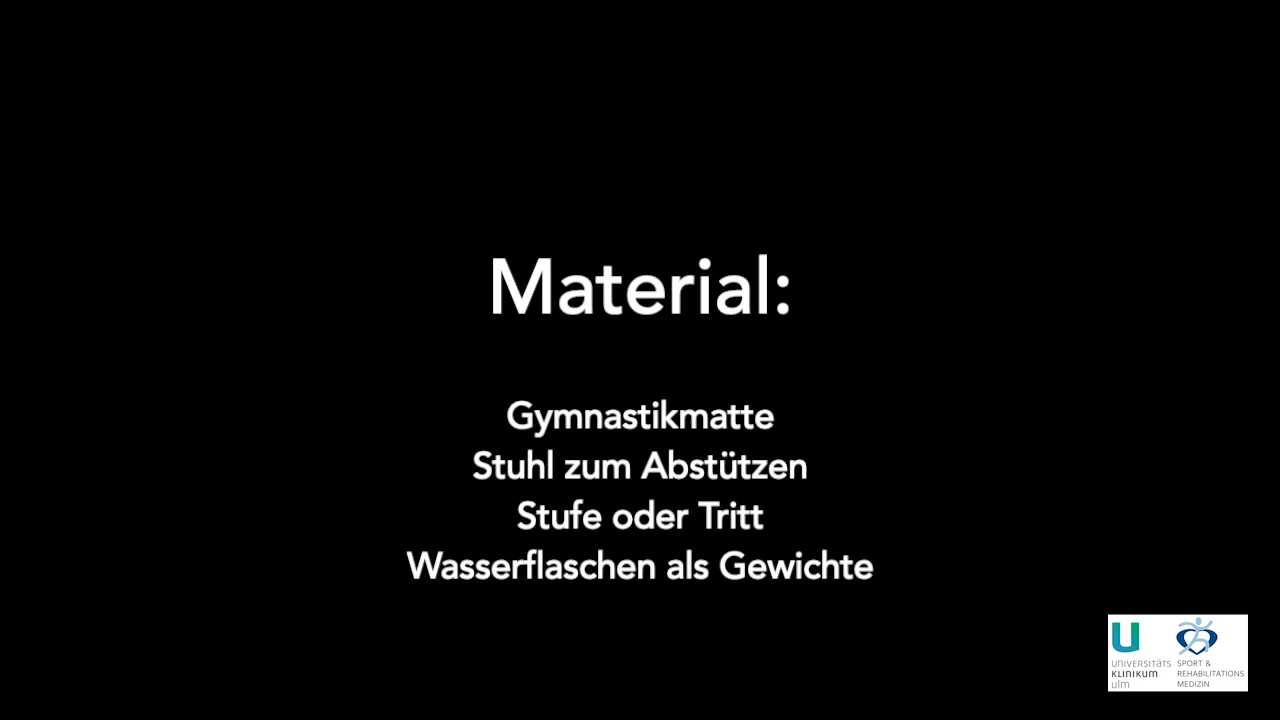 Material:
Gymnastikmatte
Stuhl zum Abstützen
Stufe oder Tritt
Wasserflaschen als Gewichte
U
UNIVERSITÄTS
KLINIKUM
ulm
SPORT &
REHABILITATIONS
MEDIZIN